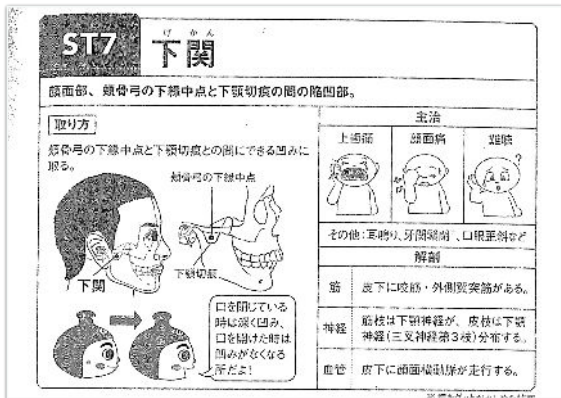 ST7
げかん
下関
顔面部、頬骨弓の下縁中点と下顎切痕の間の陥凹部。
取り方
頬骨弓の下縁中点と下顎切痕との間にできる凹みに
取る。
頬骨弓の下縁中点
下顎切痕
下関
口を閉じている
時は深く凹み、
口を開けた時は
凹みがなくなる
所だよ!
主治
上歯痛
顔面痛
難聴
?
その他:耳鳴り、牙関緊閉、口眼歪斜など
解剖
筋
皮下に咬筋・外側翼突筋がある。
神経
筋枝は下顎神経が、皮枝は下顎
神経(三叉神経第3枝)分布する。
血管
皮下に顔面横動脈が走行する。